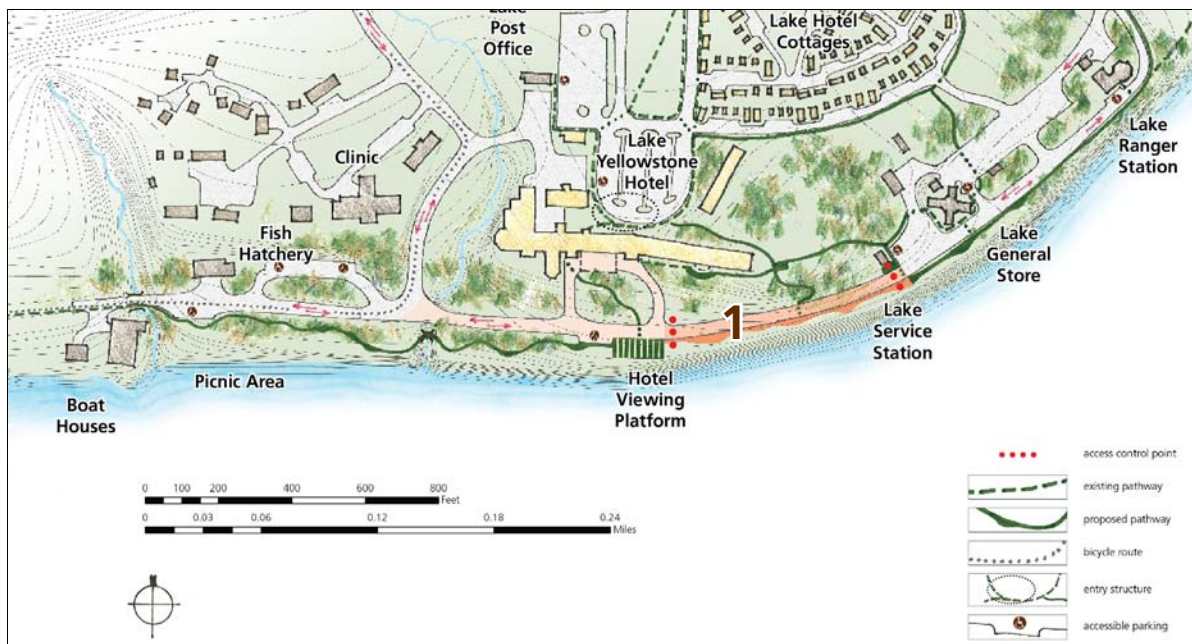 Lake
Post
Office
Lake Hotel
Cottages
Lake
Yellowstone
Hotel
Clinic
Fish
Hatchery
Lake
Ranger
Station
Lake
General
Store
Lake
Service
Station
1
Picnic Area
Boat
Houses
Hotel
Viewing
Platform
0 100 200 400 600 800
Feet
0 0.03 0.06 0.12 0.18 0.24
Miles
access control point
existing pathway
proposed pathway
bicycle route
entry structure
accessible parking